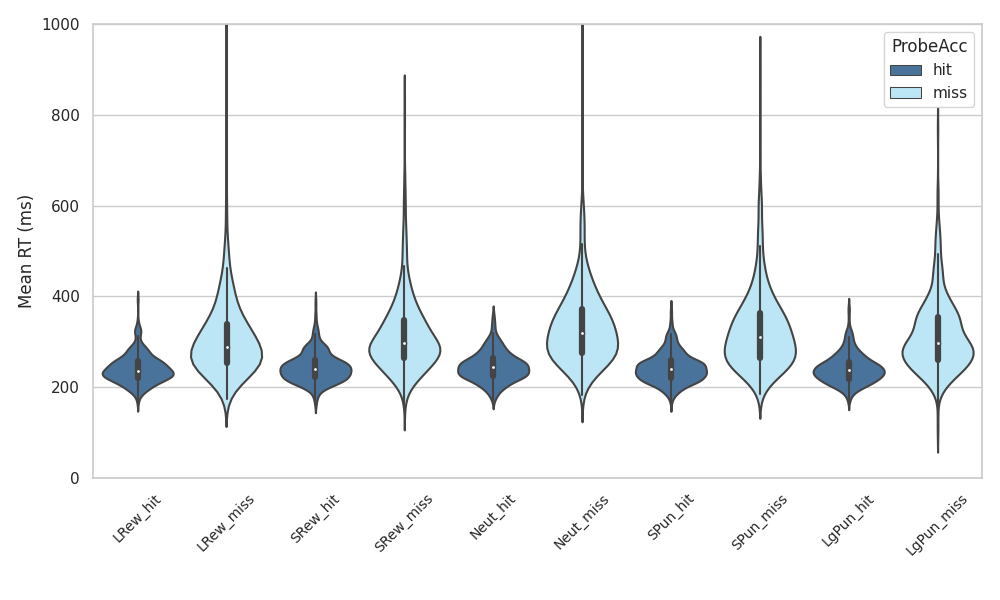 1000
800
600
400
200
0
Mean RT (ms)
ProbeAcc
hit
miss
LRew_hit
LRew_miss
SRew_hit
SRew_miss
Neut_hit
Neut_miss
SPun_hit
SPun_miss
LgPun_hit
LgPun_miss